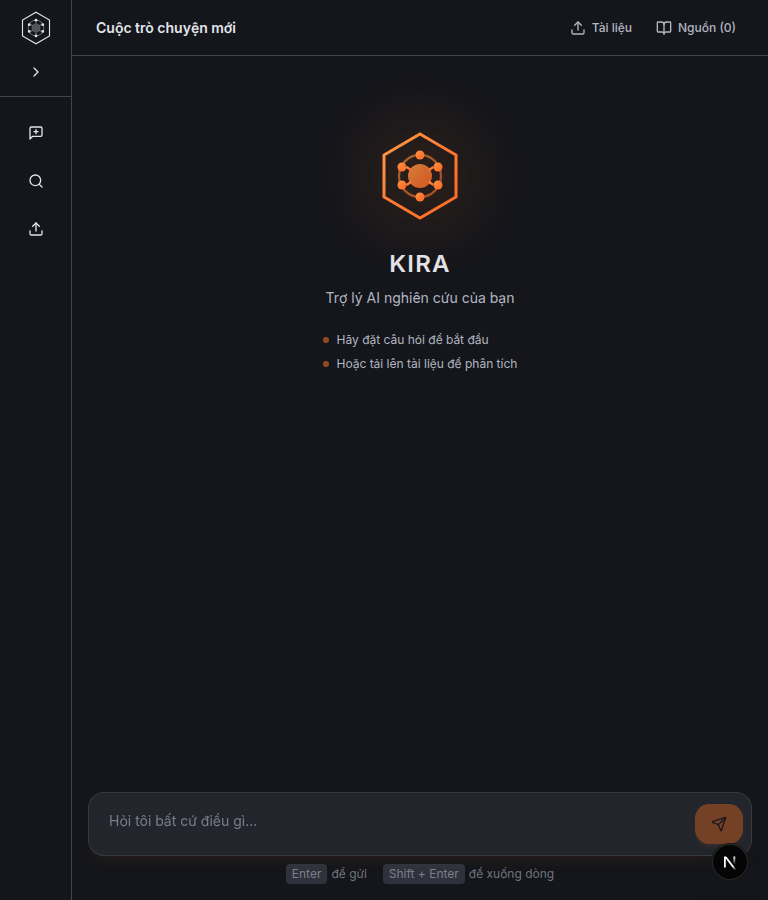 Cuộc trò chuyện mới
Tài liệu
Nguồn (0)
KIRA
Trợ lý AI nghiên cứu của bạn
Hãy đặt câu hỏi để bắt đầu
Hoặc tải lên tài liệu để phân tích
Hỏi tôi bất cứ điều gì...
Enter để gửi Shift + Enter để xuống dòng
N